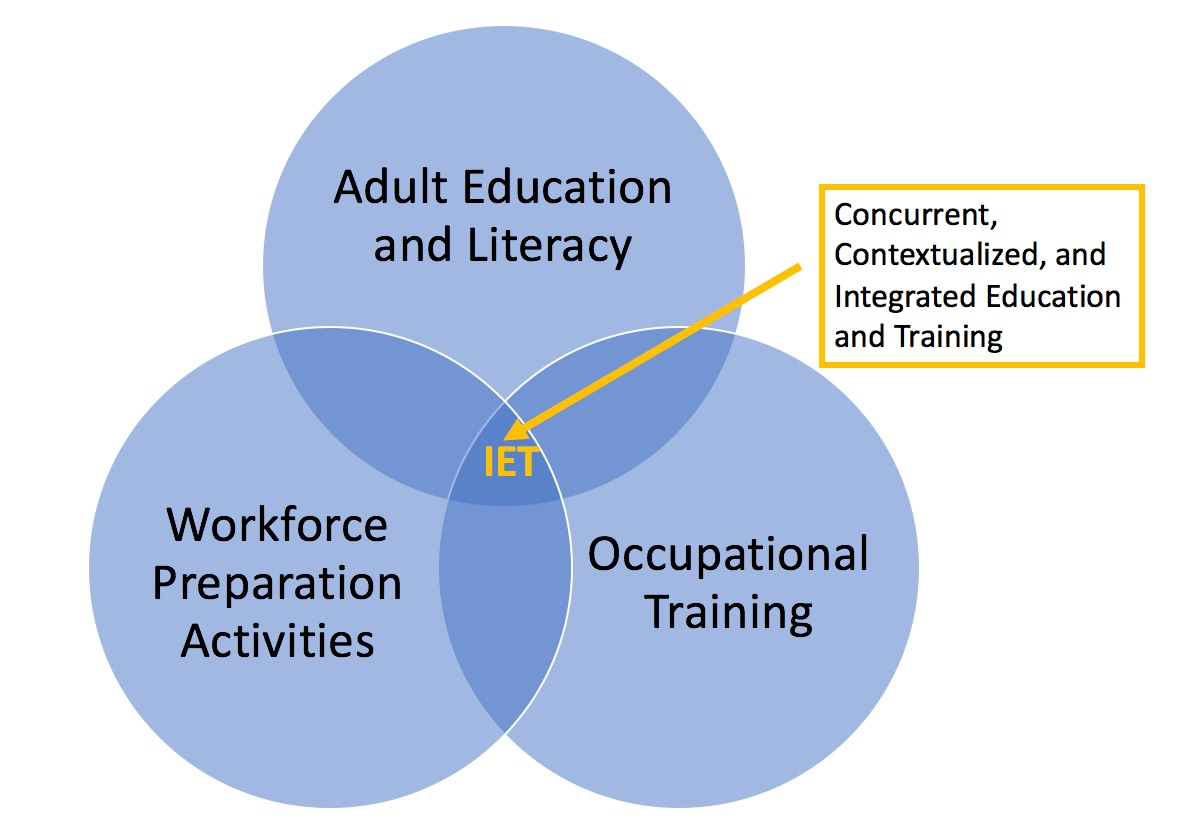 Adult Education
and Literacy
Concurrent,
Contextualized, and
Integrated Education
and Training
IET
Workforce
Preparation
Activities
Occupational
Training